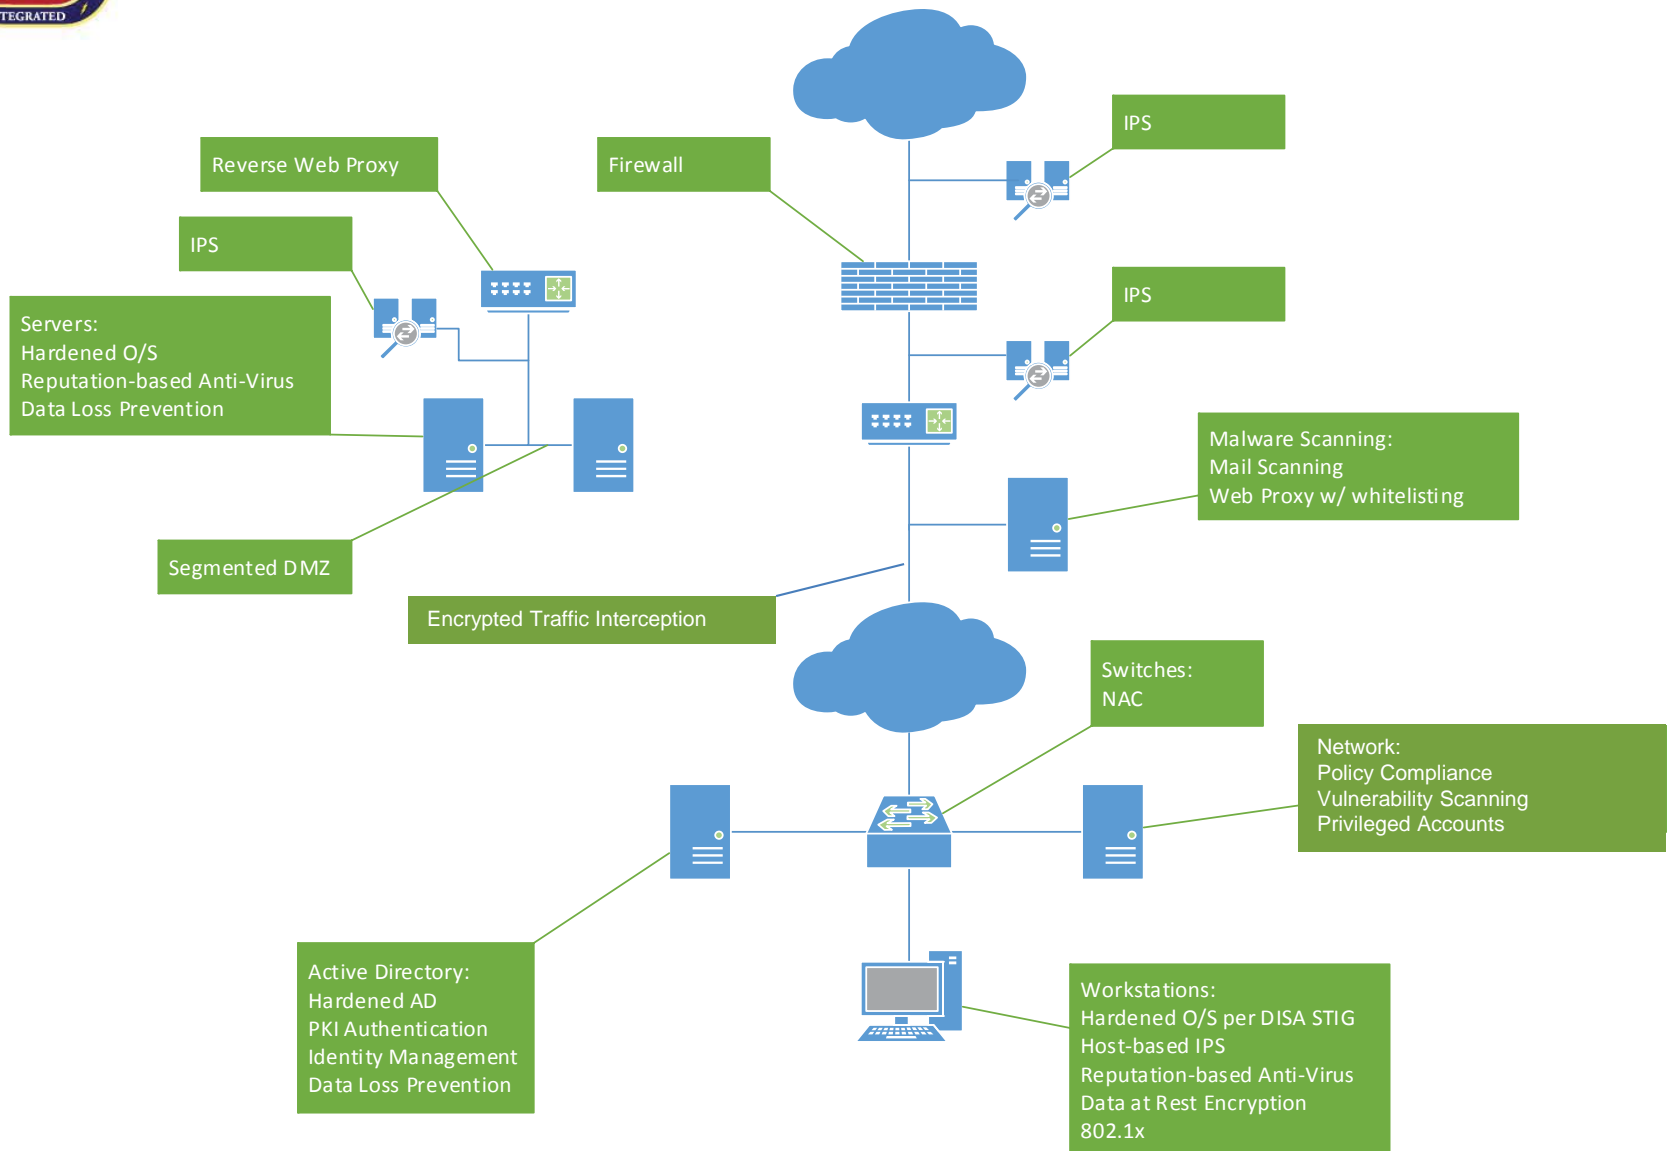 TEGRATED
IPS
Reverse Web Proxy
Firewall
IPS
IPS
Servers:
Hardened O/S
Reputation-based Anti-Virus
Data Loss Prevention
Malware Scanning:
Mail Scanning
Web Proxy w/ whitelisting
Segmented DMZ
Encrypted Traffic Interception
Switches:
NAC
Network:
Policy Compliance
Vulnerability Scanning
Privileged Accounts
Active Directory:
Hardened AD
PKI Authentication
Identity Management
Data Loss Prevention
Workstations:
Hardened O/S per DISA STIG
Host-based IPS
Reputation-based Anti-Virus
Data at Rest Encryption
802.1x